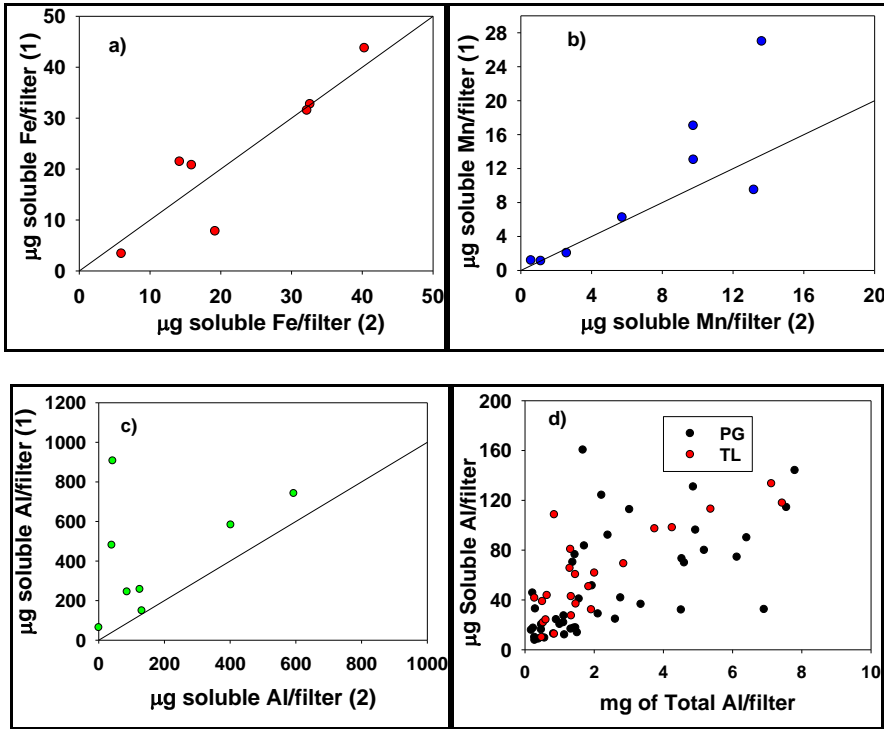 a)
50
40
30
20
10
0
µg soluble Fe/filter (1)
0 10 20 30 40 50
µg soluble Fe/filter (2)
b)
28
24
20
16
12
8
4
0
µg soluble Mn/filter (1)
0 4 8 12 16 20
µg soluble Mn/filter (2)
c)
1200
1000
800
600
400
200
0
µg soluble Al/filter (1)
0 200 400 600 800 1000
µg soluble Al/filter (2)
d)
PG
TL
200
160
120
80
40
0
µg Soluble Al/filter
0 2 4 6 8 10
mg of Total Al/filter